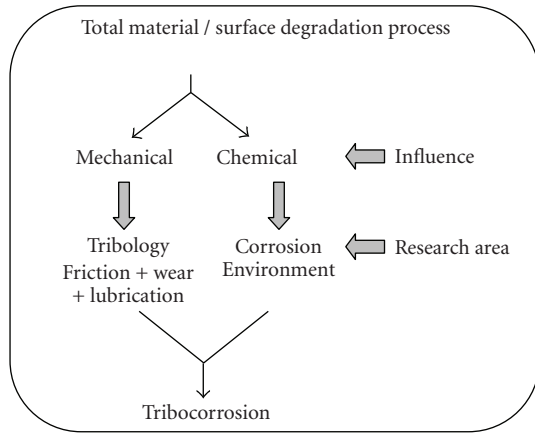 Total material / surface degradation process
Mechanical Chemical Influence
Tribology Corrosion Research area
Friction + wear Environment
+ lubrication
Tribocorrosion